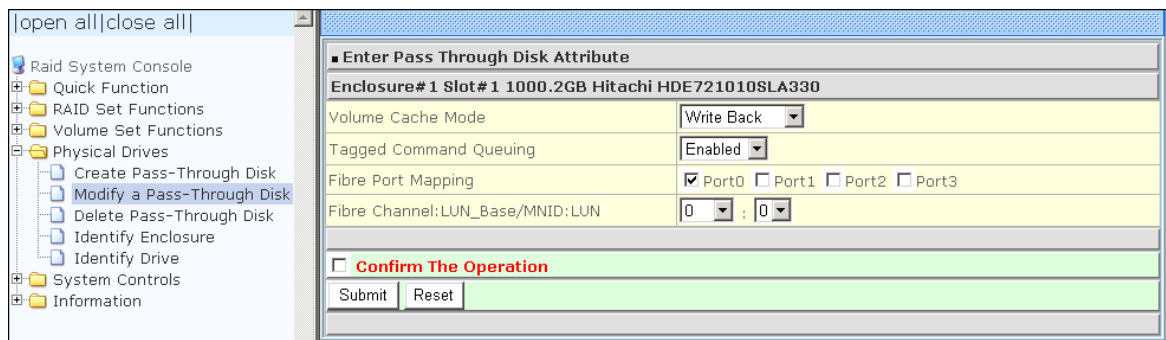 |open all|close all|
Raid System Console
Quick Function
RAID Set Functions
Volume Set Functions
Physical Drives
Create Pass-Through Disk
Modify a Pass-Through Disk
Delete Pass-Through Disk
Identify Enclosure
Identify Drive
System Controls
Information
Enter Pass Through Disk Attribute
Enclosure#1 Slot#1 1000.2GB Hitachi HDE721010SLA330
Volume Cache Mode Write Back
Tagged Command Queuing Enabled
Fibre Port Mapping Port0 Port1 Port2 Port3
Fibre Channel:LUN_Base/MNID:LUN 0 : 0
Confirm The Operation
Submit Reset